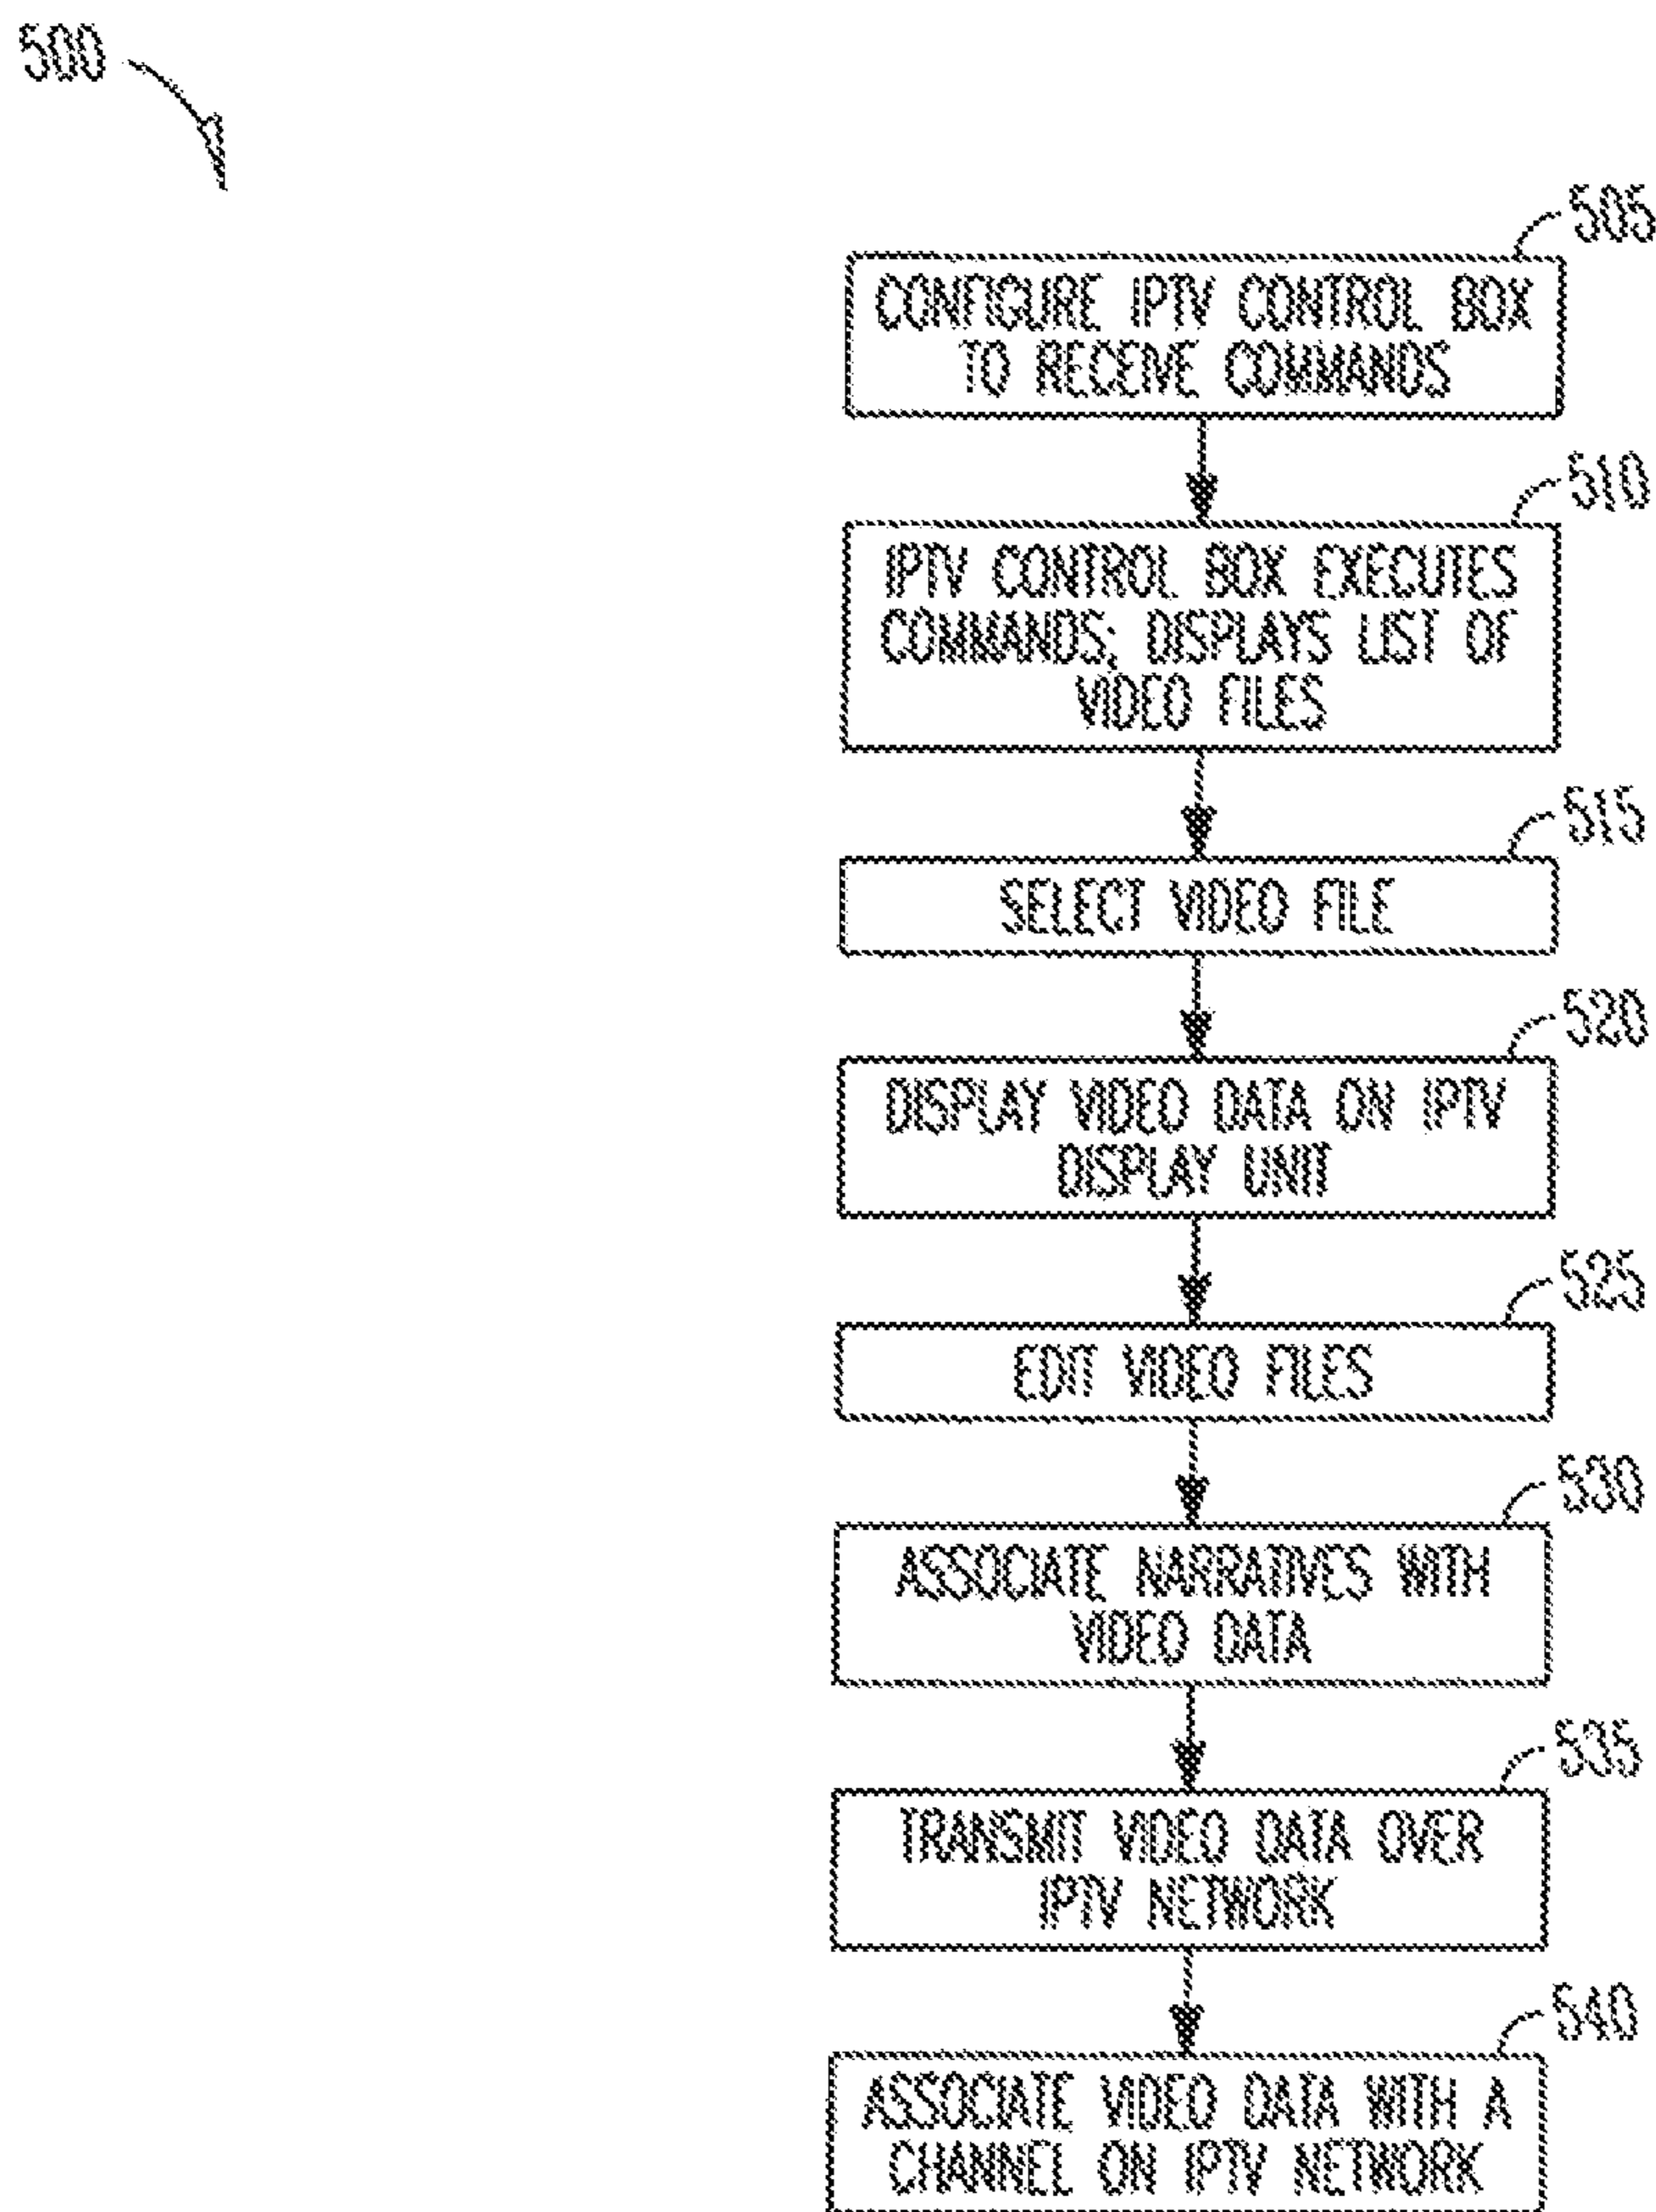 500
505
CONFIGURE IPTV CONTROL BOX
TO RECEIVE COMMANDS
510
IPTV CONTROL BOX EXECUTES
COMMANDS; DISPLAYS LIST OF
VIDEO FILES
515
SELECT VIDEO FILE
520
DISPLAY VIDEO DATA ON IPTV
DISPLAY UNIT
525
EDIT VIDEO FILES
530
ASSOCIATE NARRATIVES WITH
VIDEO DATA
535
TRANSMIT VIDEO DATA OVER
IPTV NETWORK
540
ASSOCIATE VIDEO DATA WITH A
CHANNEL ON IPTV NETWORK